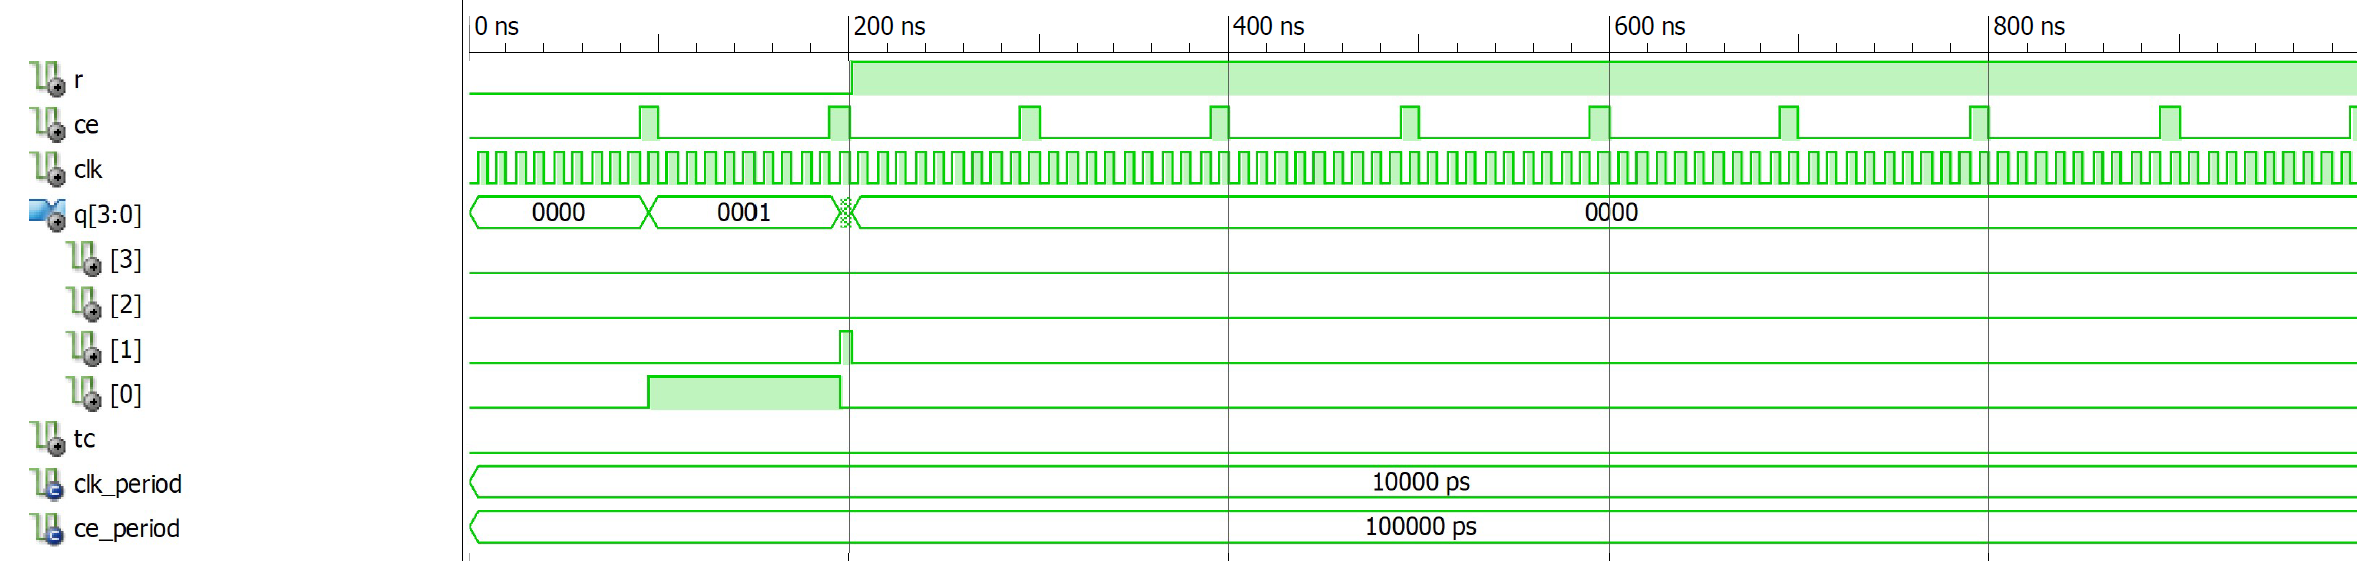 0 ns 200 ns 400 ns 600 ns 800 ns
r
ce
clk
q[3:0] 0000 0001 0000
[3]
[2]
[1]
[0]
tc
clk_period 10000 ps
ce_period 100000 ps